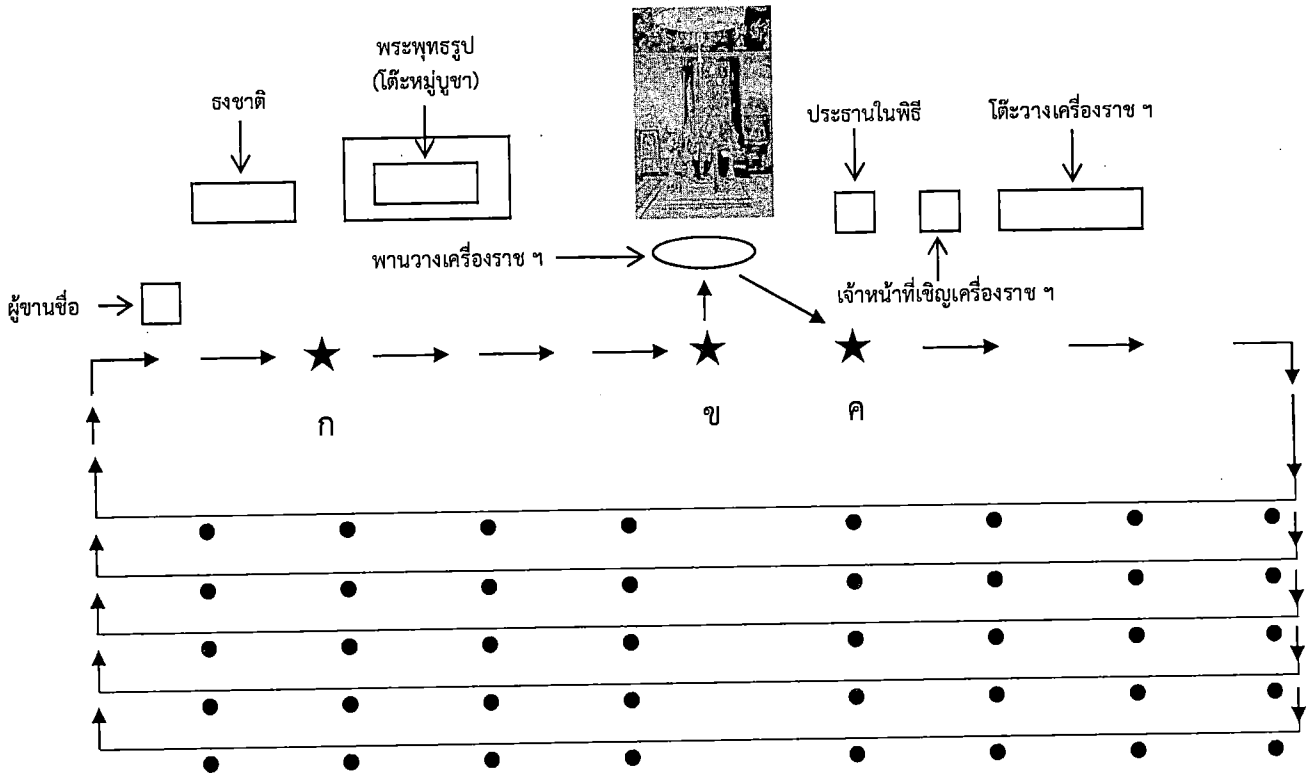 พระพุทธรูป
(โต๊ะหมู่บูชา)
ธงชาติ
ประธานในพิธี
โต๊ะวางเครื่องราช ฯ
พานวางเครื่องราช ฯ
เจ้าหน้าที่เชิญเครื่องราช ฯ
ผู้ขานชื่อ
ก
ข
ค